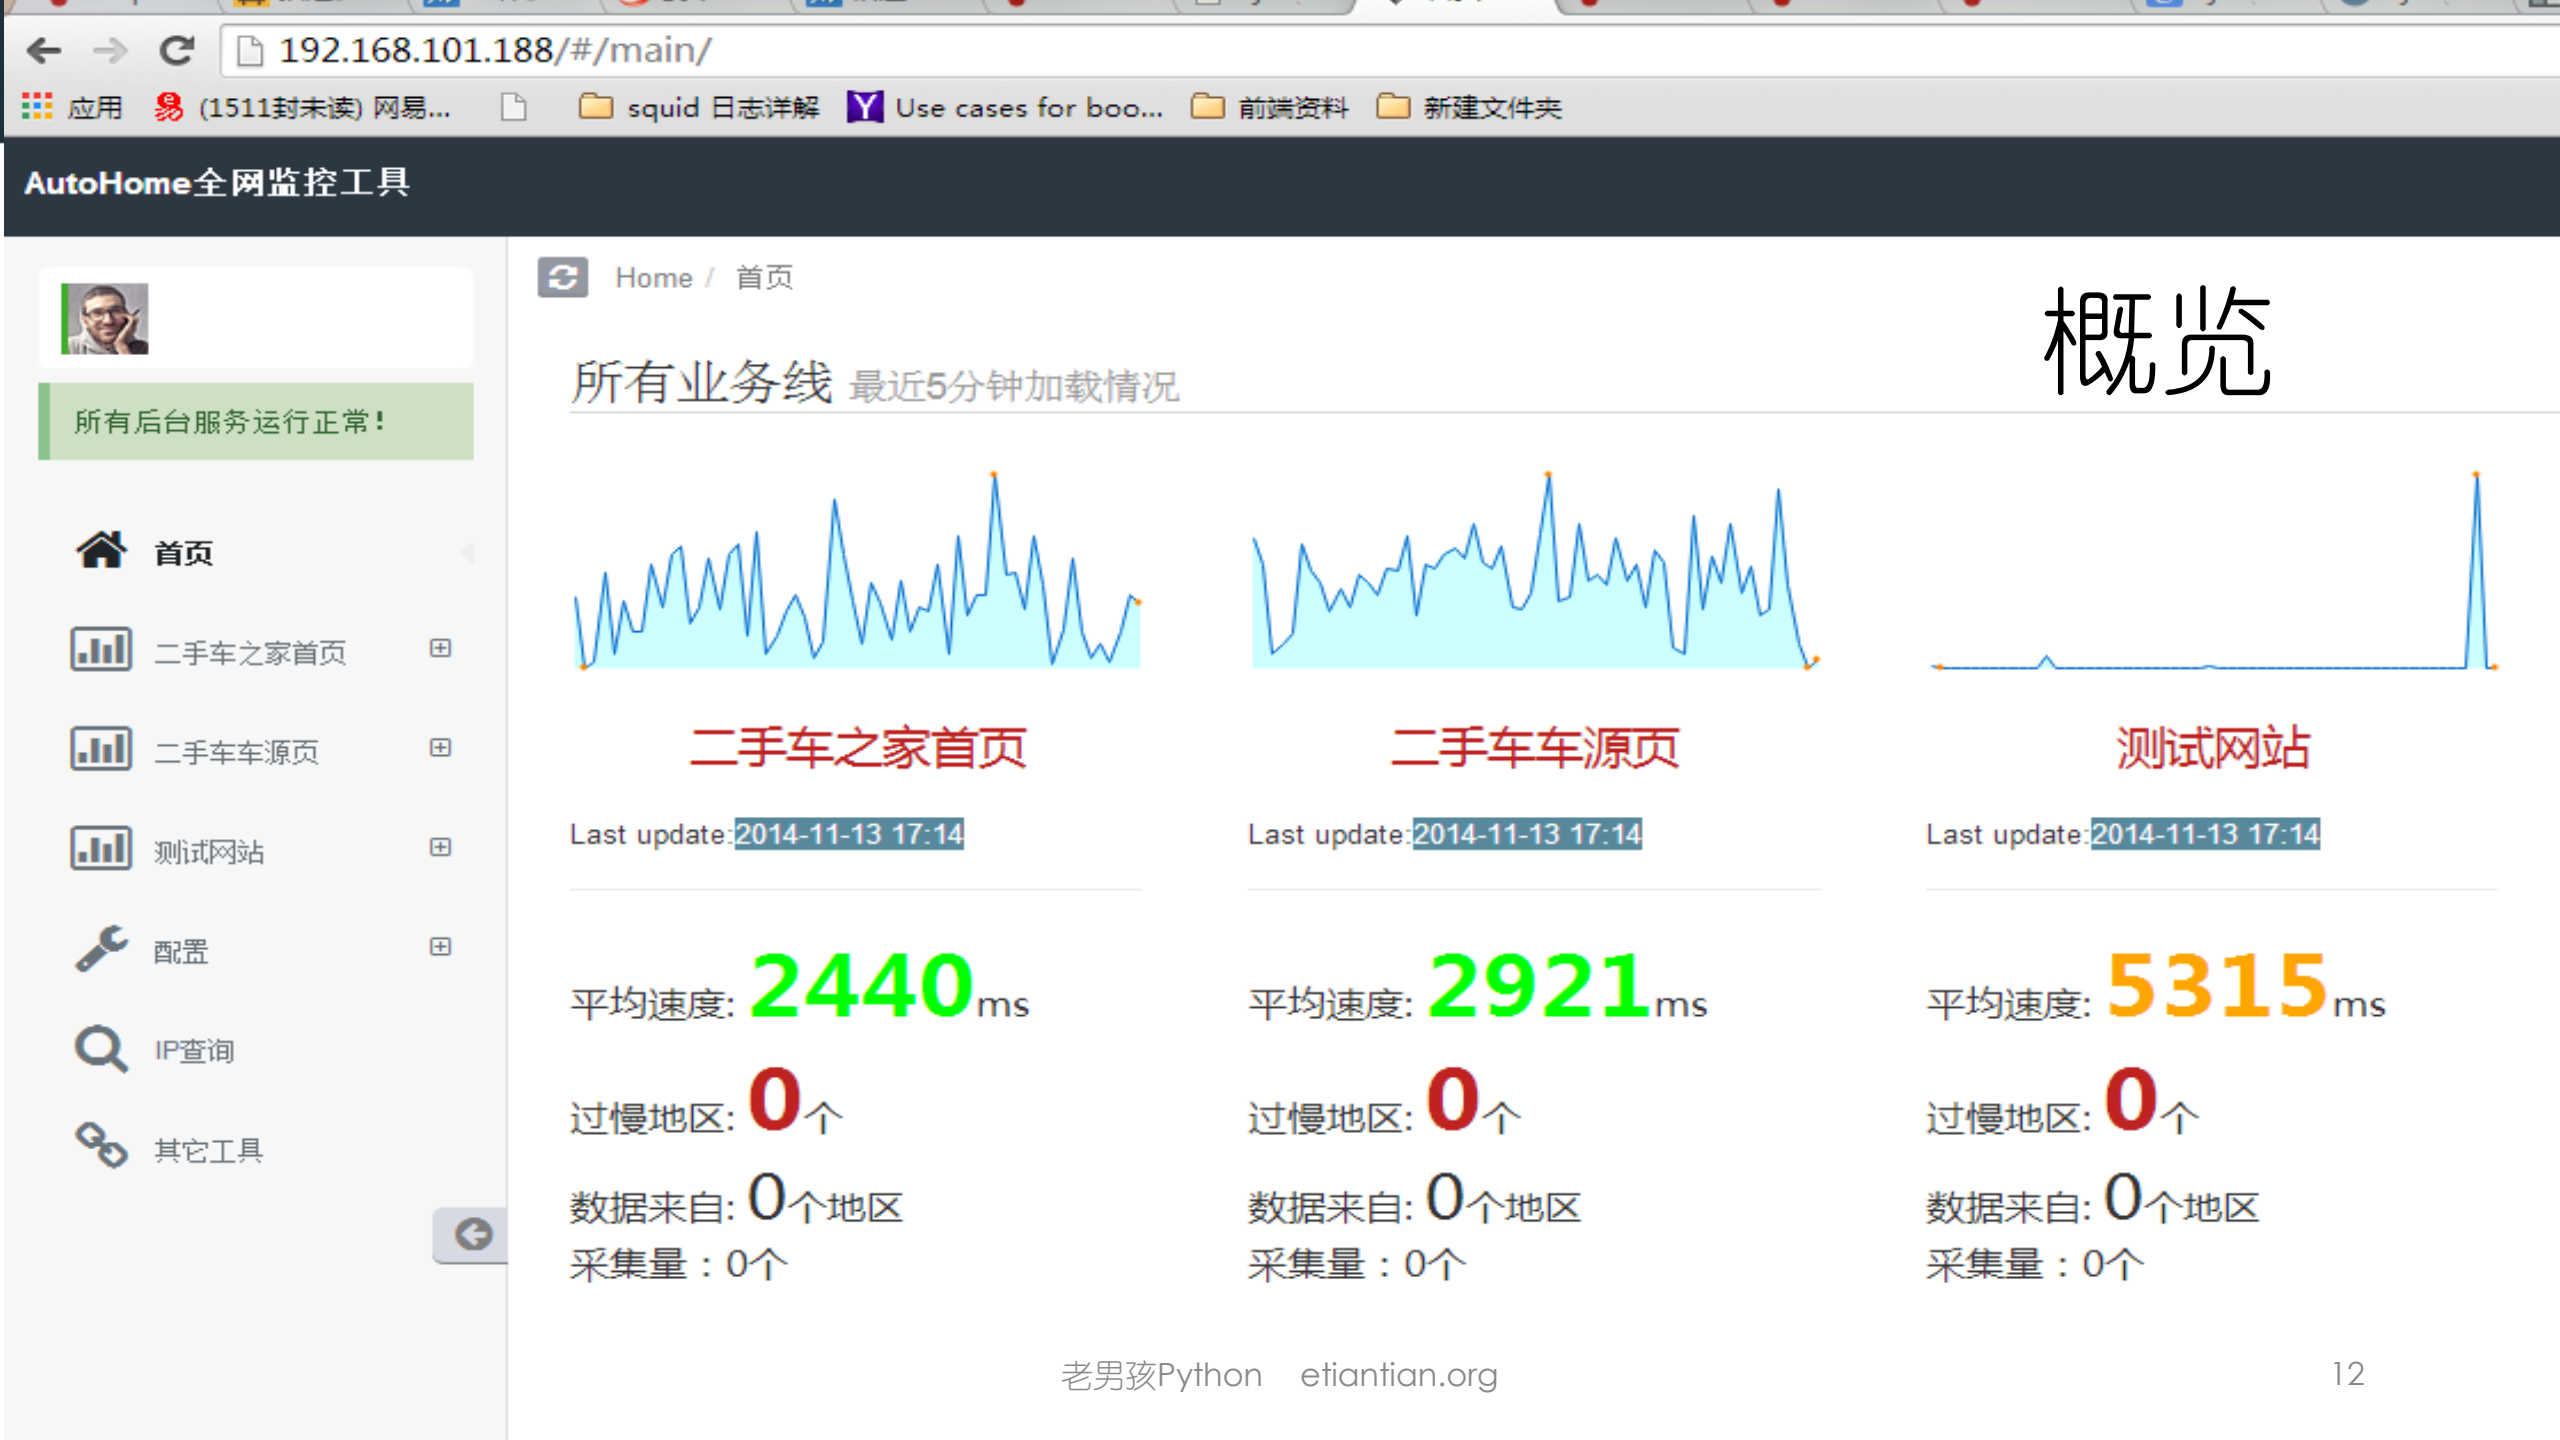 192.168.101.188/#/main/
应用 (1511封未读) 网易... squid 日志详解 Use cases for boo... 前端资料 新建文件夹
AutoHome全网监控工具
Home / 首页
概览
所有业务线 最近5分钟加载情况
所有后台服务运行正常!
首页
二手车之家首页
二手车车源页
测试网站
配置
IP查询
其它工具
二手车之家首页
Last update:2014-11-13 17:14
平均速度: 2440ms
过慢地区: 0个
数据来自: 0个地区
采集量：0个
二手车车源页
Last update:2014-11-13 17:14
平均速度: 2921ms
过慢地区: 0个
数据来自: 0个地区
采集量：0个
测试网站
Last update:2014-11-13 17:14
平均速度: 5315ms
过慢地区: 0个
数据来自: 0个地区
采集量：0个
老男孩Python etiantian.org
12